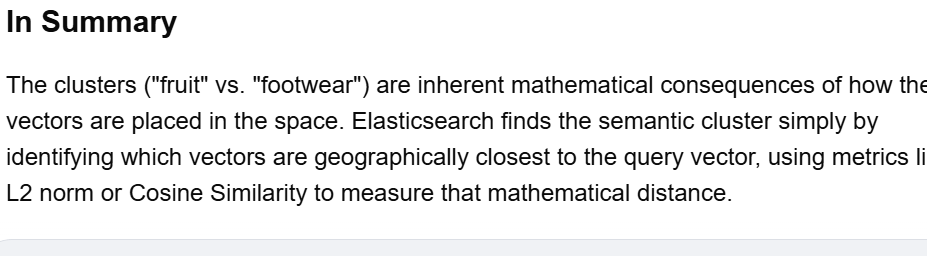 In Summary
The clusters ("fruit" vs. "footwear") are inherent mathematical consequences of how the
vectors are placed in the space. Elasticsearch finds the semantic cluster simply by
identifying which vectors are geographically closest to the query vector, using metrics li
L2 norm or Cosine Similarity to measure that mathematical distance.